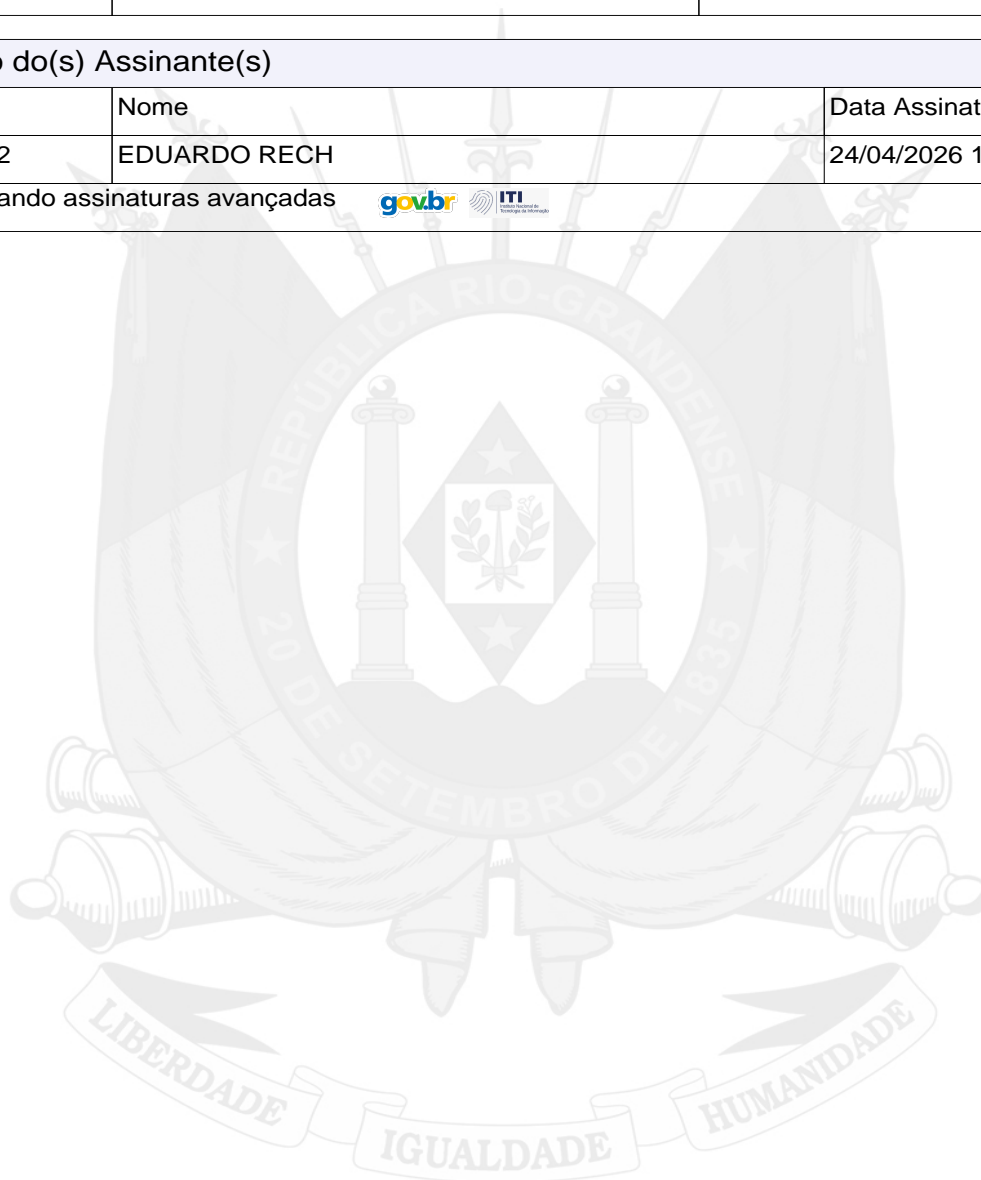 o do(s) Assinante(s)
Nome
Data Assinat
2
EDUARDO RECH
24/04/2026 1
ando assinaturas avançadas
gov.br
ITI
REPÚBLICA RIO-GRANDENSE
20 DE SETEMBRO DE 1835
LIBERDADE
IGUALDADE
HUMANIDADE